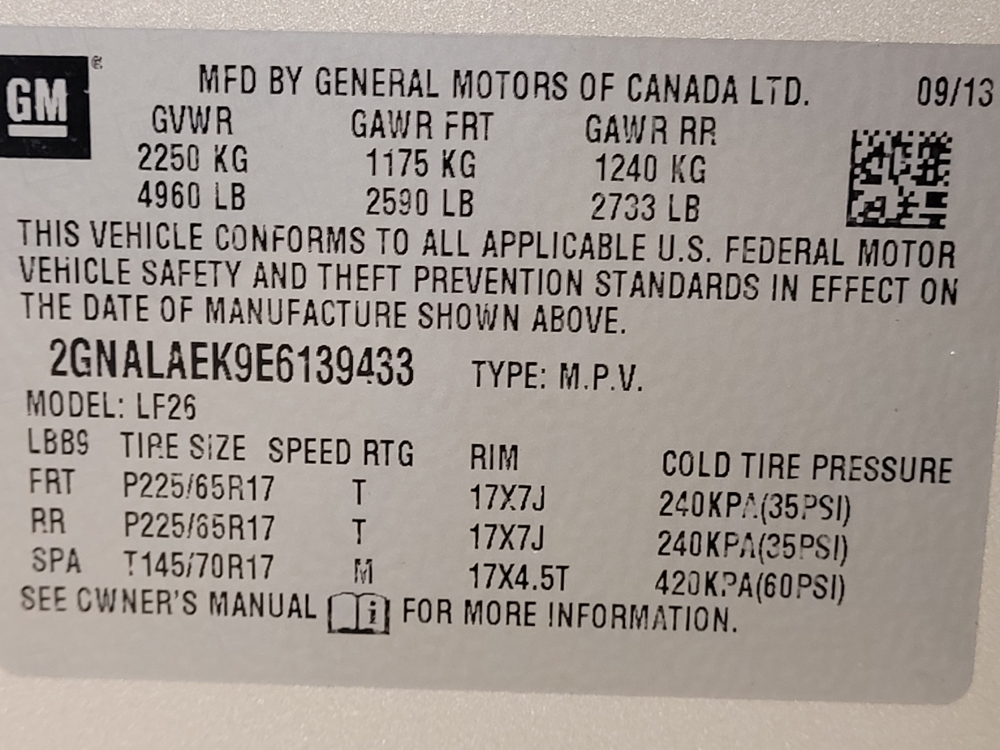 GM ®
MFD BY GENERAL MOTORS OF CANADA LTD. 09/13
GVWR GAWR FRT GAWR RR
2250 KG 1175 KG 1240 KG
4960 LB 2590 LB 2733 LB
THIS VEHICLE CONFORMS TO ALL APPLICABLE U.S. FEDERAL MOTOR
VEHICLE SAFETY AND THEFT PREVENTION STANDARDS IN EFFECT ON
THE DATE OF MANUFACTURE SHOWN ABOVE.
2GNALAEK9E6139433 TYPE: M.P.V.
MODEL: LF26
LBB9 TIRE SIZE SPEED RTG RIM COLD TIRE PRESSURE
FRT P225/65R17 T 17X7J 240KPA(35PSI)
RR P225/65R17 T 17X7J 240KPA(35PSI)
SPA T145/70R17 M 17X4.5T 420KPA(60PSI)
SEE OWNER'S MANUAL i FOR MORE INFORMATION.